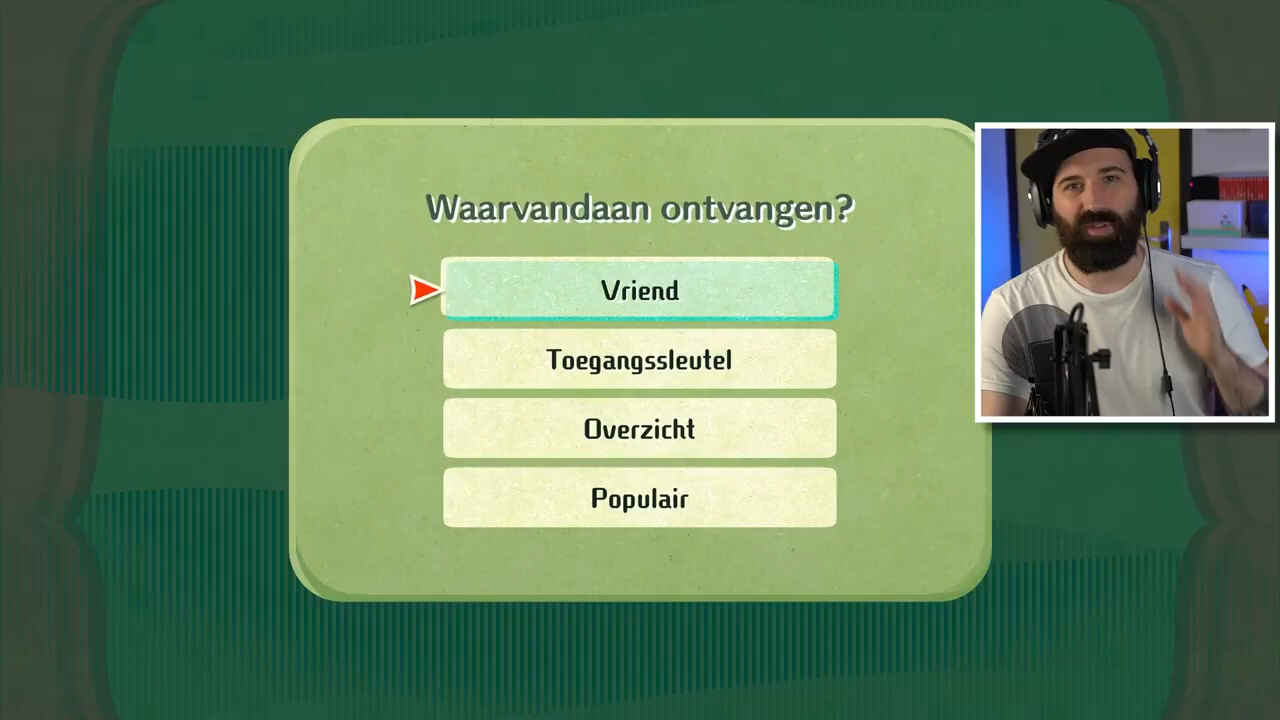 Waarvandaan ontvangen?
Vriend
Toegangssleutel
Overzicht
Populair